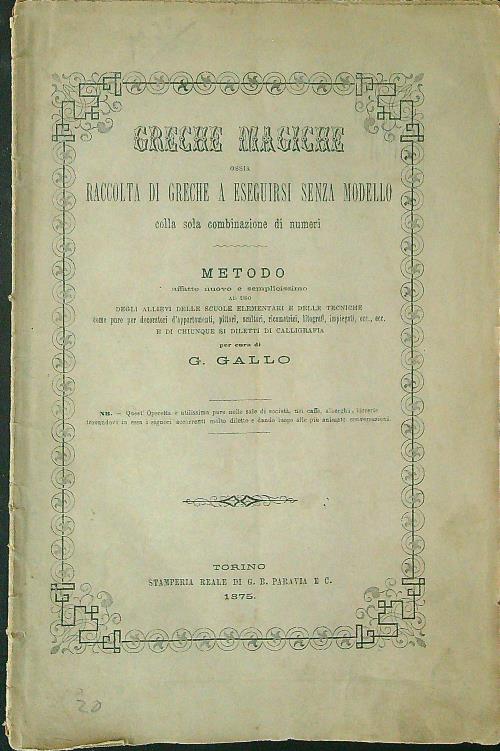 GRECHE MAGICHE
OSSIA
RACCOLTA DI GRECHE A ESEGUIRSI SENZA MODELLO
colla sola combinazione di numeri
METODO
affatto nuovo e semplicissimo
AD USO
DEGLI ALLIEVI DELLE SCUOLE ELEMENTARI E DELLE TECNICHE
come pure per decoratori d'appartamenti, pittori, scultori, ricamatrici, litografi, impiegati, ecc., ecc.
E DI CHIUNQUE SI DILETTI DI CALLIGRAFIA
per cura di
G. GALLO
NB. — Quest' Operetta è utilissima pure nelle sale di società, nei caffè, alberghi, birrerie
trovandovi in essa i signori accorrenti molto diletto e dando luogo alle più animate conversazioni.
TORINO
STAMPERIA REALE DI G. B. PARAVIA E C.
1875.
20